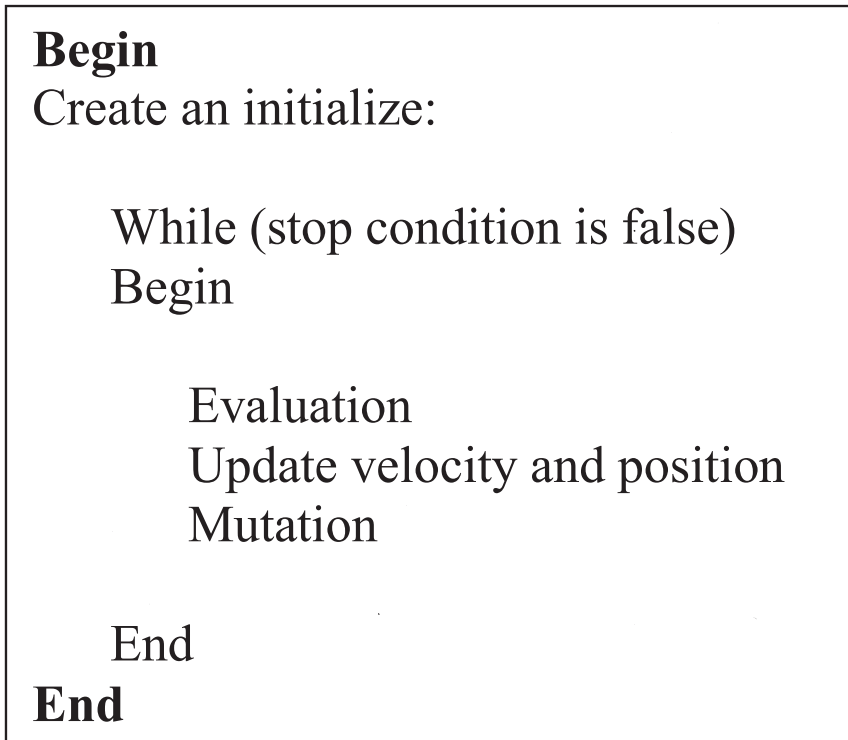 Begin
Create an initialize:
While (stop condition is false)
Begin
Evaluation
Update velocity and position
Mutation
End
End